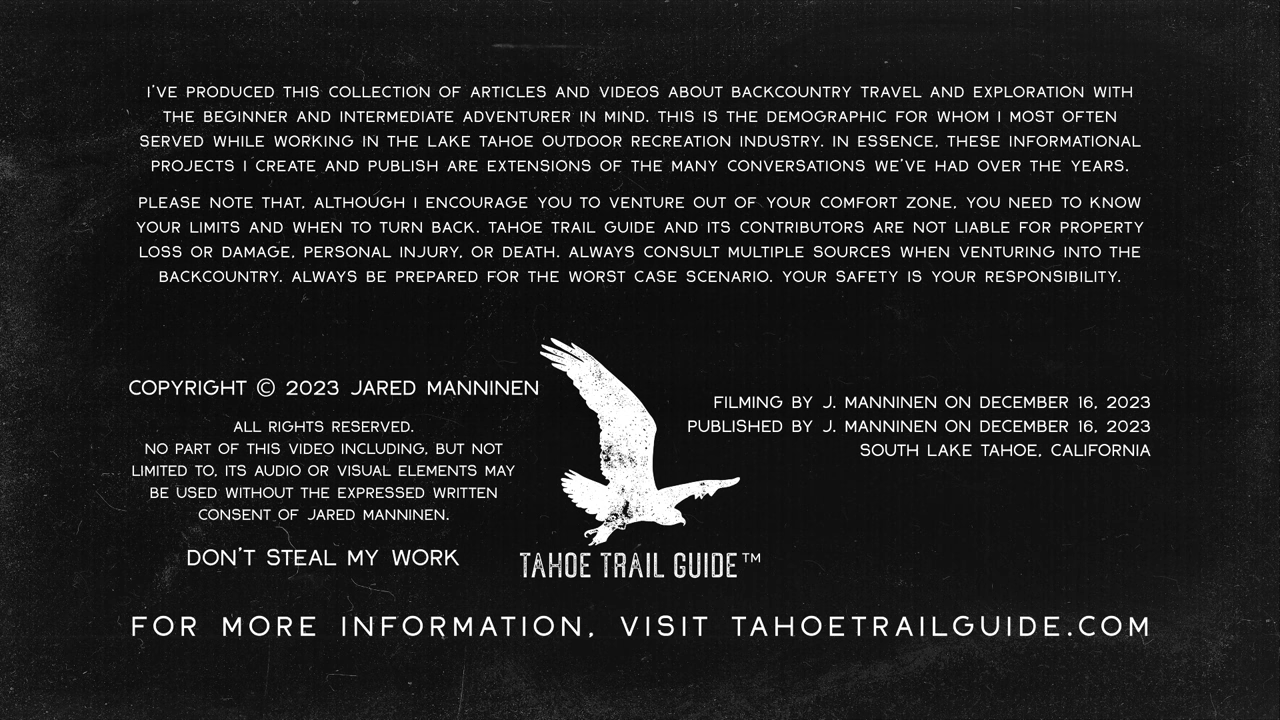 I'VE PRODUCED THIS COLLECTION OF ARTICLES AND VIDEOS ABOUT BACKCOUNTRY TRAVEL AND EXPLORATION WITH
THE BEGINNER AND INTERMEDIATE ADVENTURER IN MIND. THIS IS THE DEMOGRAPHIC FOR WHOM I MOST OFTEN
SERVED WHILE WORKING IN THE LAKE TAHOE OUTDOOR RECREATION INDUSTRY. IN ESSENCE, THESE INFORMATIONAL
PROJECTS I CREATE AND PUBLISH ARE EXTENSIONS OF THE MANY CONVERSATIONS WE'VE HAD OVER THE YEARS.
PLEASE NOTE THAT, ALTHOUGH I ENCOURAGE YOU TO VENTURE OUT OF YOUR COMFORT ZONE, YOU NEED TO KNOW
YOUR LIMITS AND WHEN TO TURN BACK. TAHOE TRAIL GUIDE AND ITS CONTRIBUTORS ARE NOT LIABLE FOR PROPERTY
LOSS OR DAMAGE, PERSONAL INJURY, OR DEATH. ALWAYS CONSULT MULTIPLE SOURCES WHEN VENTURING INTO THE
BACKCOUNTRY. ALWAYS BE PREPARED FOR THE WORST CASE SCENARIO. YOUR SAFETY IS YOUR RESPONSIBILITY.
COPYRIGHT © 2023 JARED MANNINEN
ALL RIGHTS RESERVED.
NO PART OF THIS VIDEO INCLUDING, BUT NOT
LIMITED TO, ITS AUDIO OR VISUAL ELEMENTS MAY
BE USED WITHOUT THE EXPRESSED WRITTEN
CONSENT OF JARED MANNINEN.
DON'T STEAL MY WORK
TAHOE TRAIL GUIDE™
FILMING BY J. MANNINEN ON DECEMBER 16, 2023
PUBLISHED BY J. MANNINEN ON DECEMBER 16, 2023
SOUTH LAKE TAHOE, CALIFORNIA
FOR MORE INFORMATION, VISIT TAHOETRAILGUIDE.COM